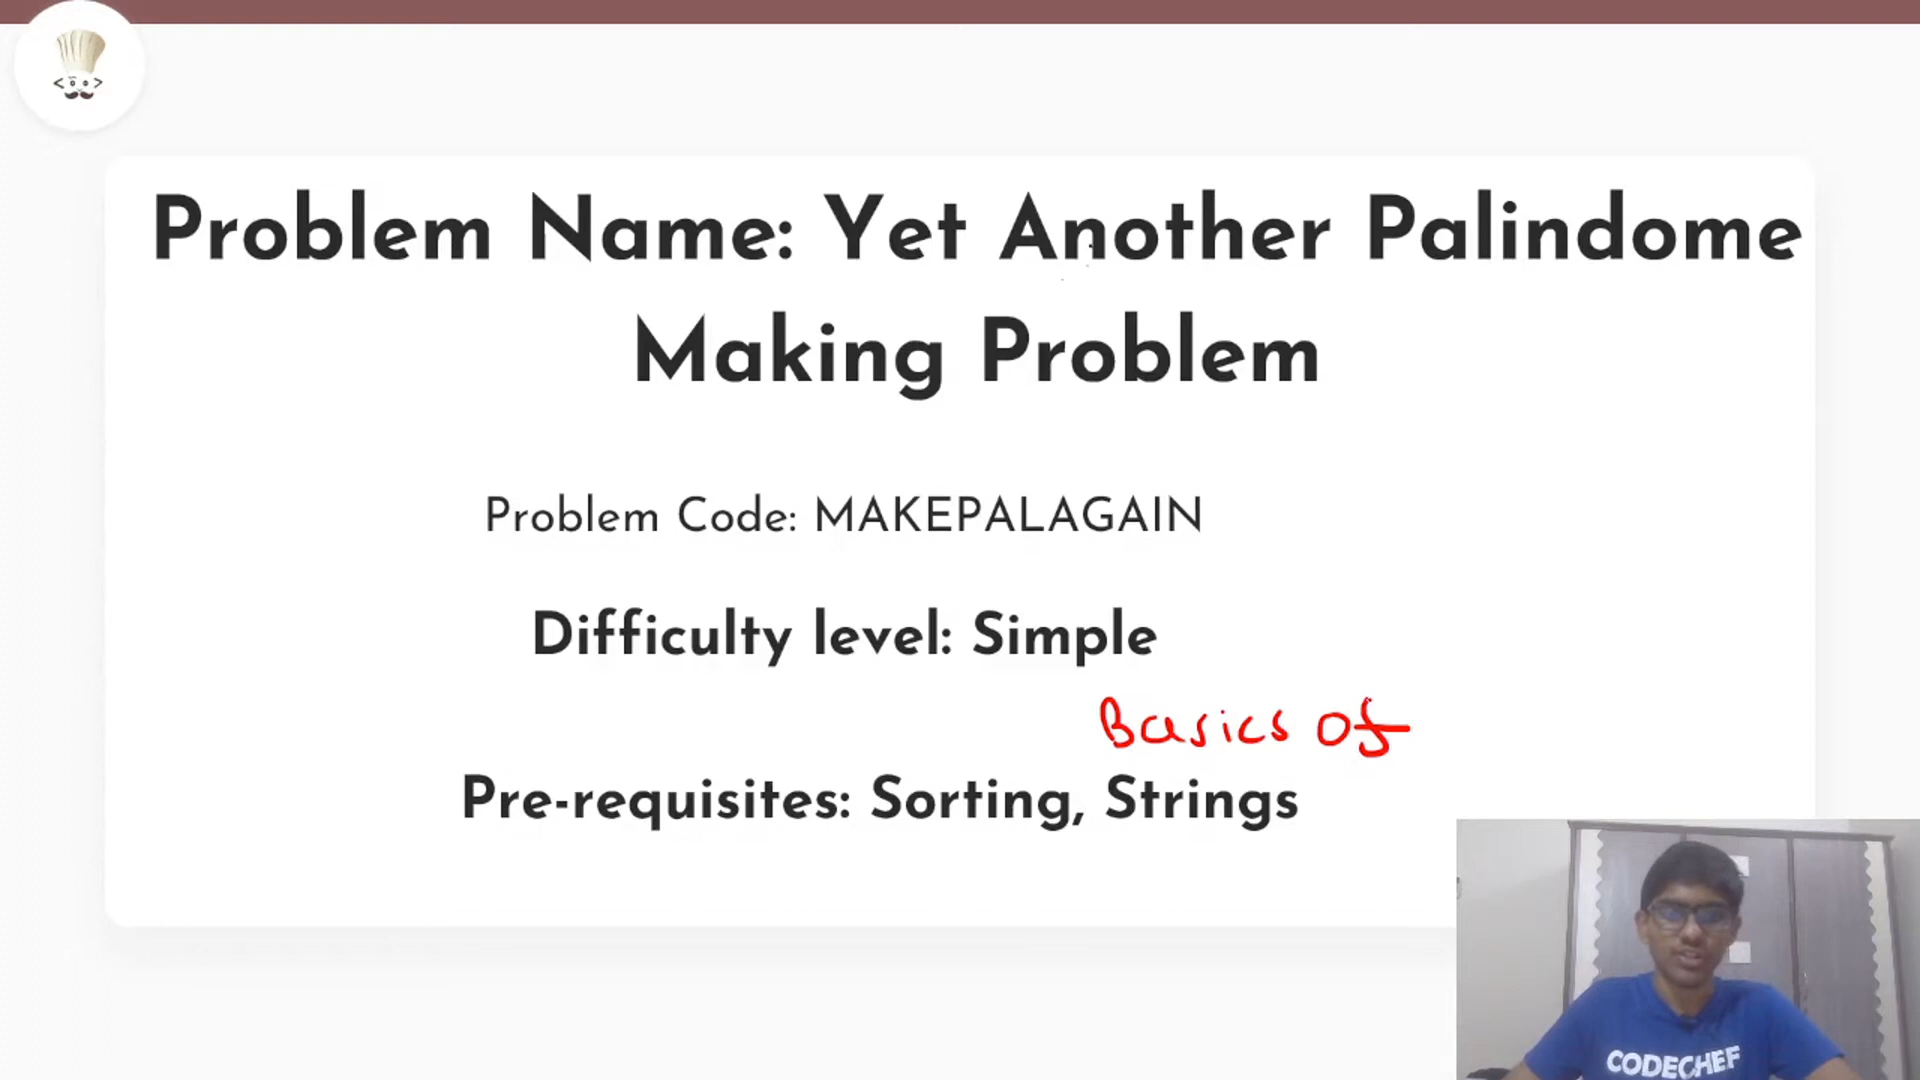 Problem Name: Yet Another Palindome
Making Problem
Problem Code: MAKEPALAGAIN
Difficulty level: Simple
Basics of
Pre-requisites: Sorting, Strings
CODECHEF